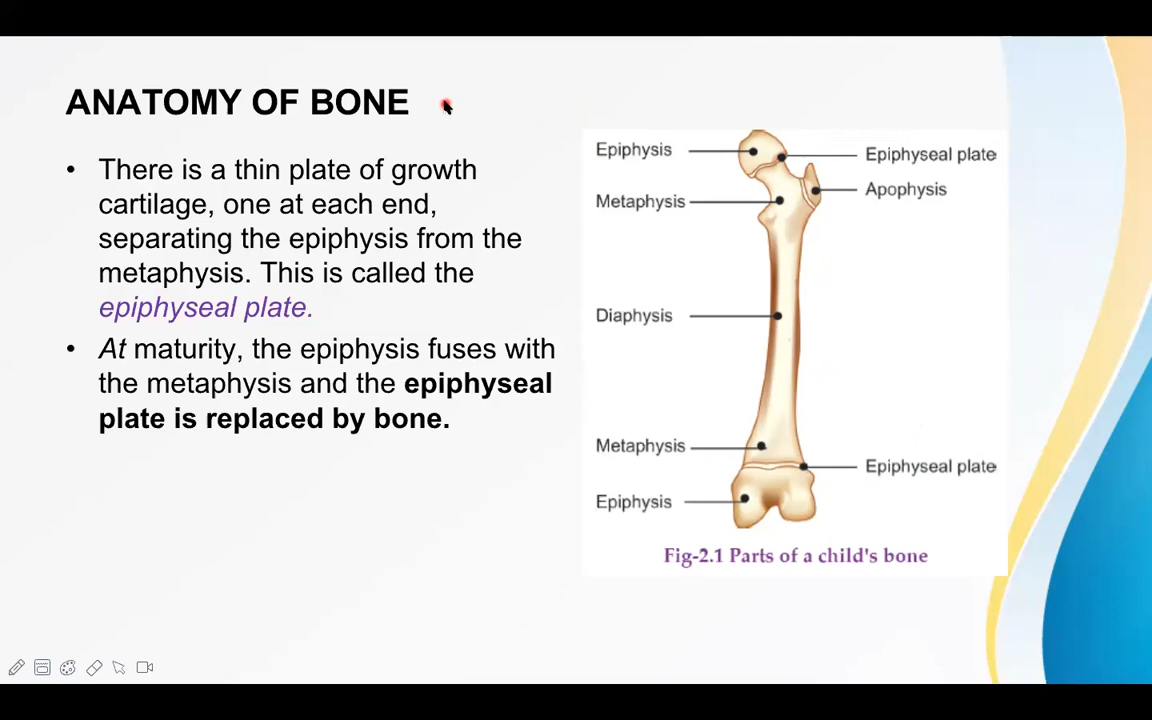 ANATOMY OF BONE
• There is a thin plate of growth
cartilage, one at each end,
separating the epiphysis from the
metaphysis. This is called the
epiphyseal plate.
• At maturity, the epiphysis fuses with
the metaphysis and the epiphyseal
plate is replaced by bone.
Epiphysis
Epiphyseal plate
Apophysis
Metaphysis
Diaphysis
Metaphysis
Epiphyseal plate
Epiphysis
Fig-2.1 Parts of a child's bone